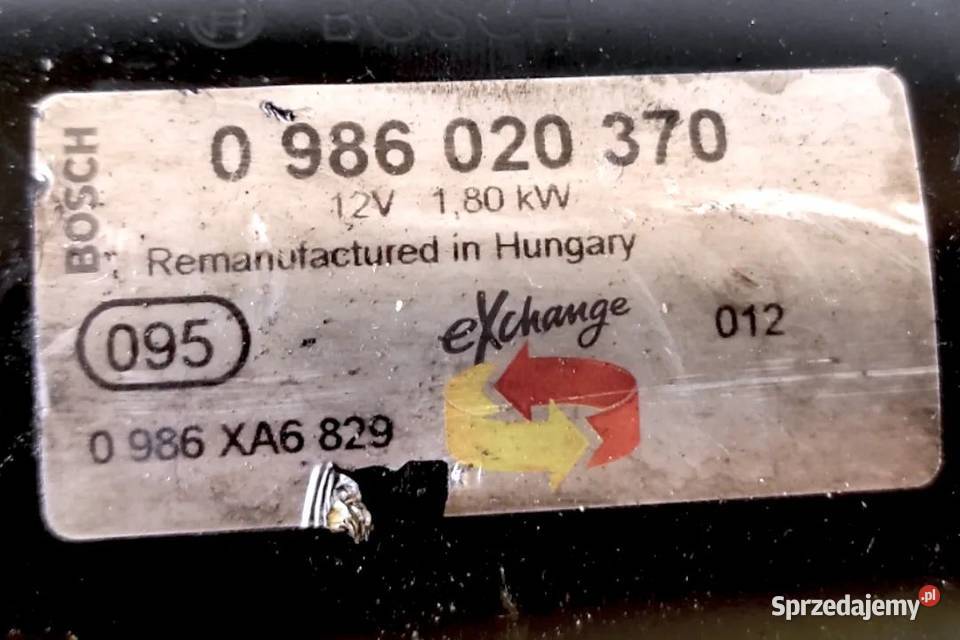 BOSCH
BOSCH
0 986 020 370
12V 1,80 kW
Remanufactured in Hungary
095
eXchange
012
0 986 XA6 829
Sprzedajemy.pl